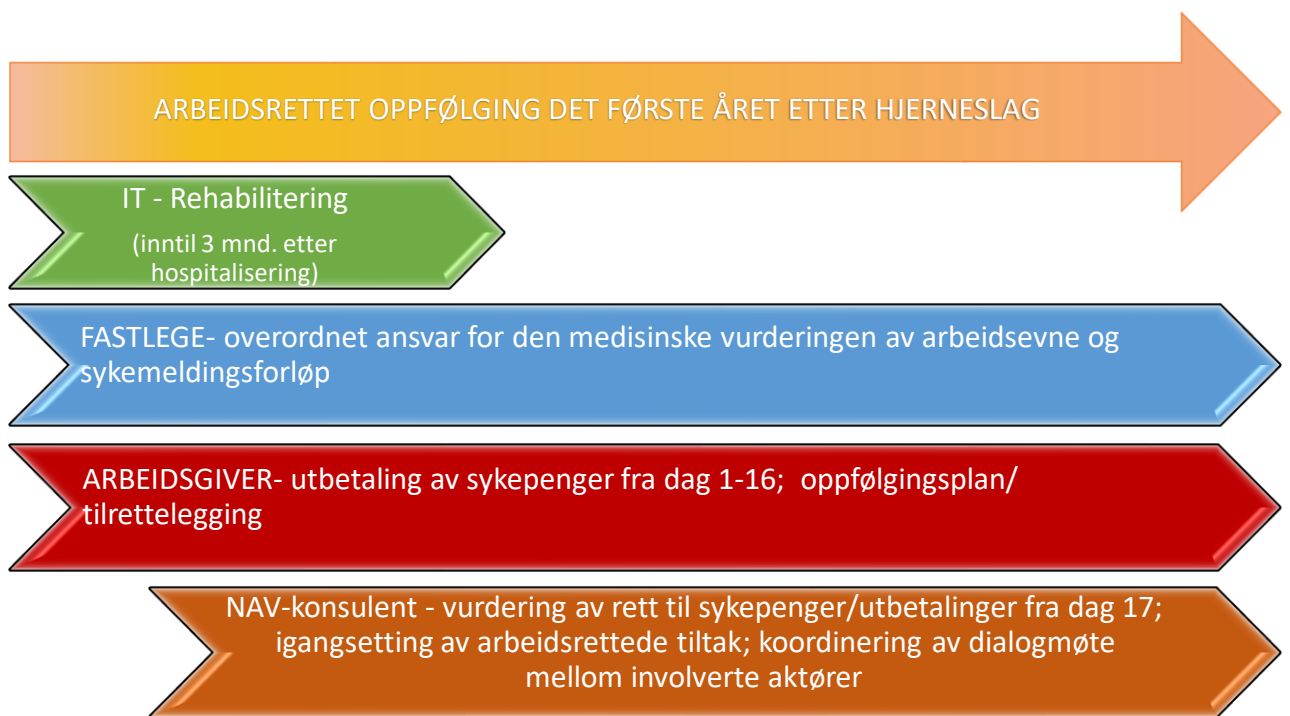 ARBEIDSRETTET OPPFØLGING DET FØRSTE ÅRET ETTER HJERNESLAG
IT - Rehabilitering
(inntil 3 mnd. etter
hospitalisering)
FASTLEGE- overordnet ansvar for den medisinske vurderingen av arbeidsevne og
sykemeldingsforløp
ARBEIDSGIVER- utbetaling av sykepenger fra dag 1-16;  oppfølgingsplan/
tilrettelegging
NAV-konsulent - vurdering av rett til sykepenger/utbetalinger fra dag 17;
igangsetting av arbeidsrettede tiltak; koordinering av dialogmøte
mellom involverte aktører